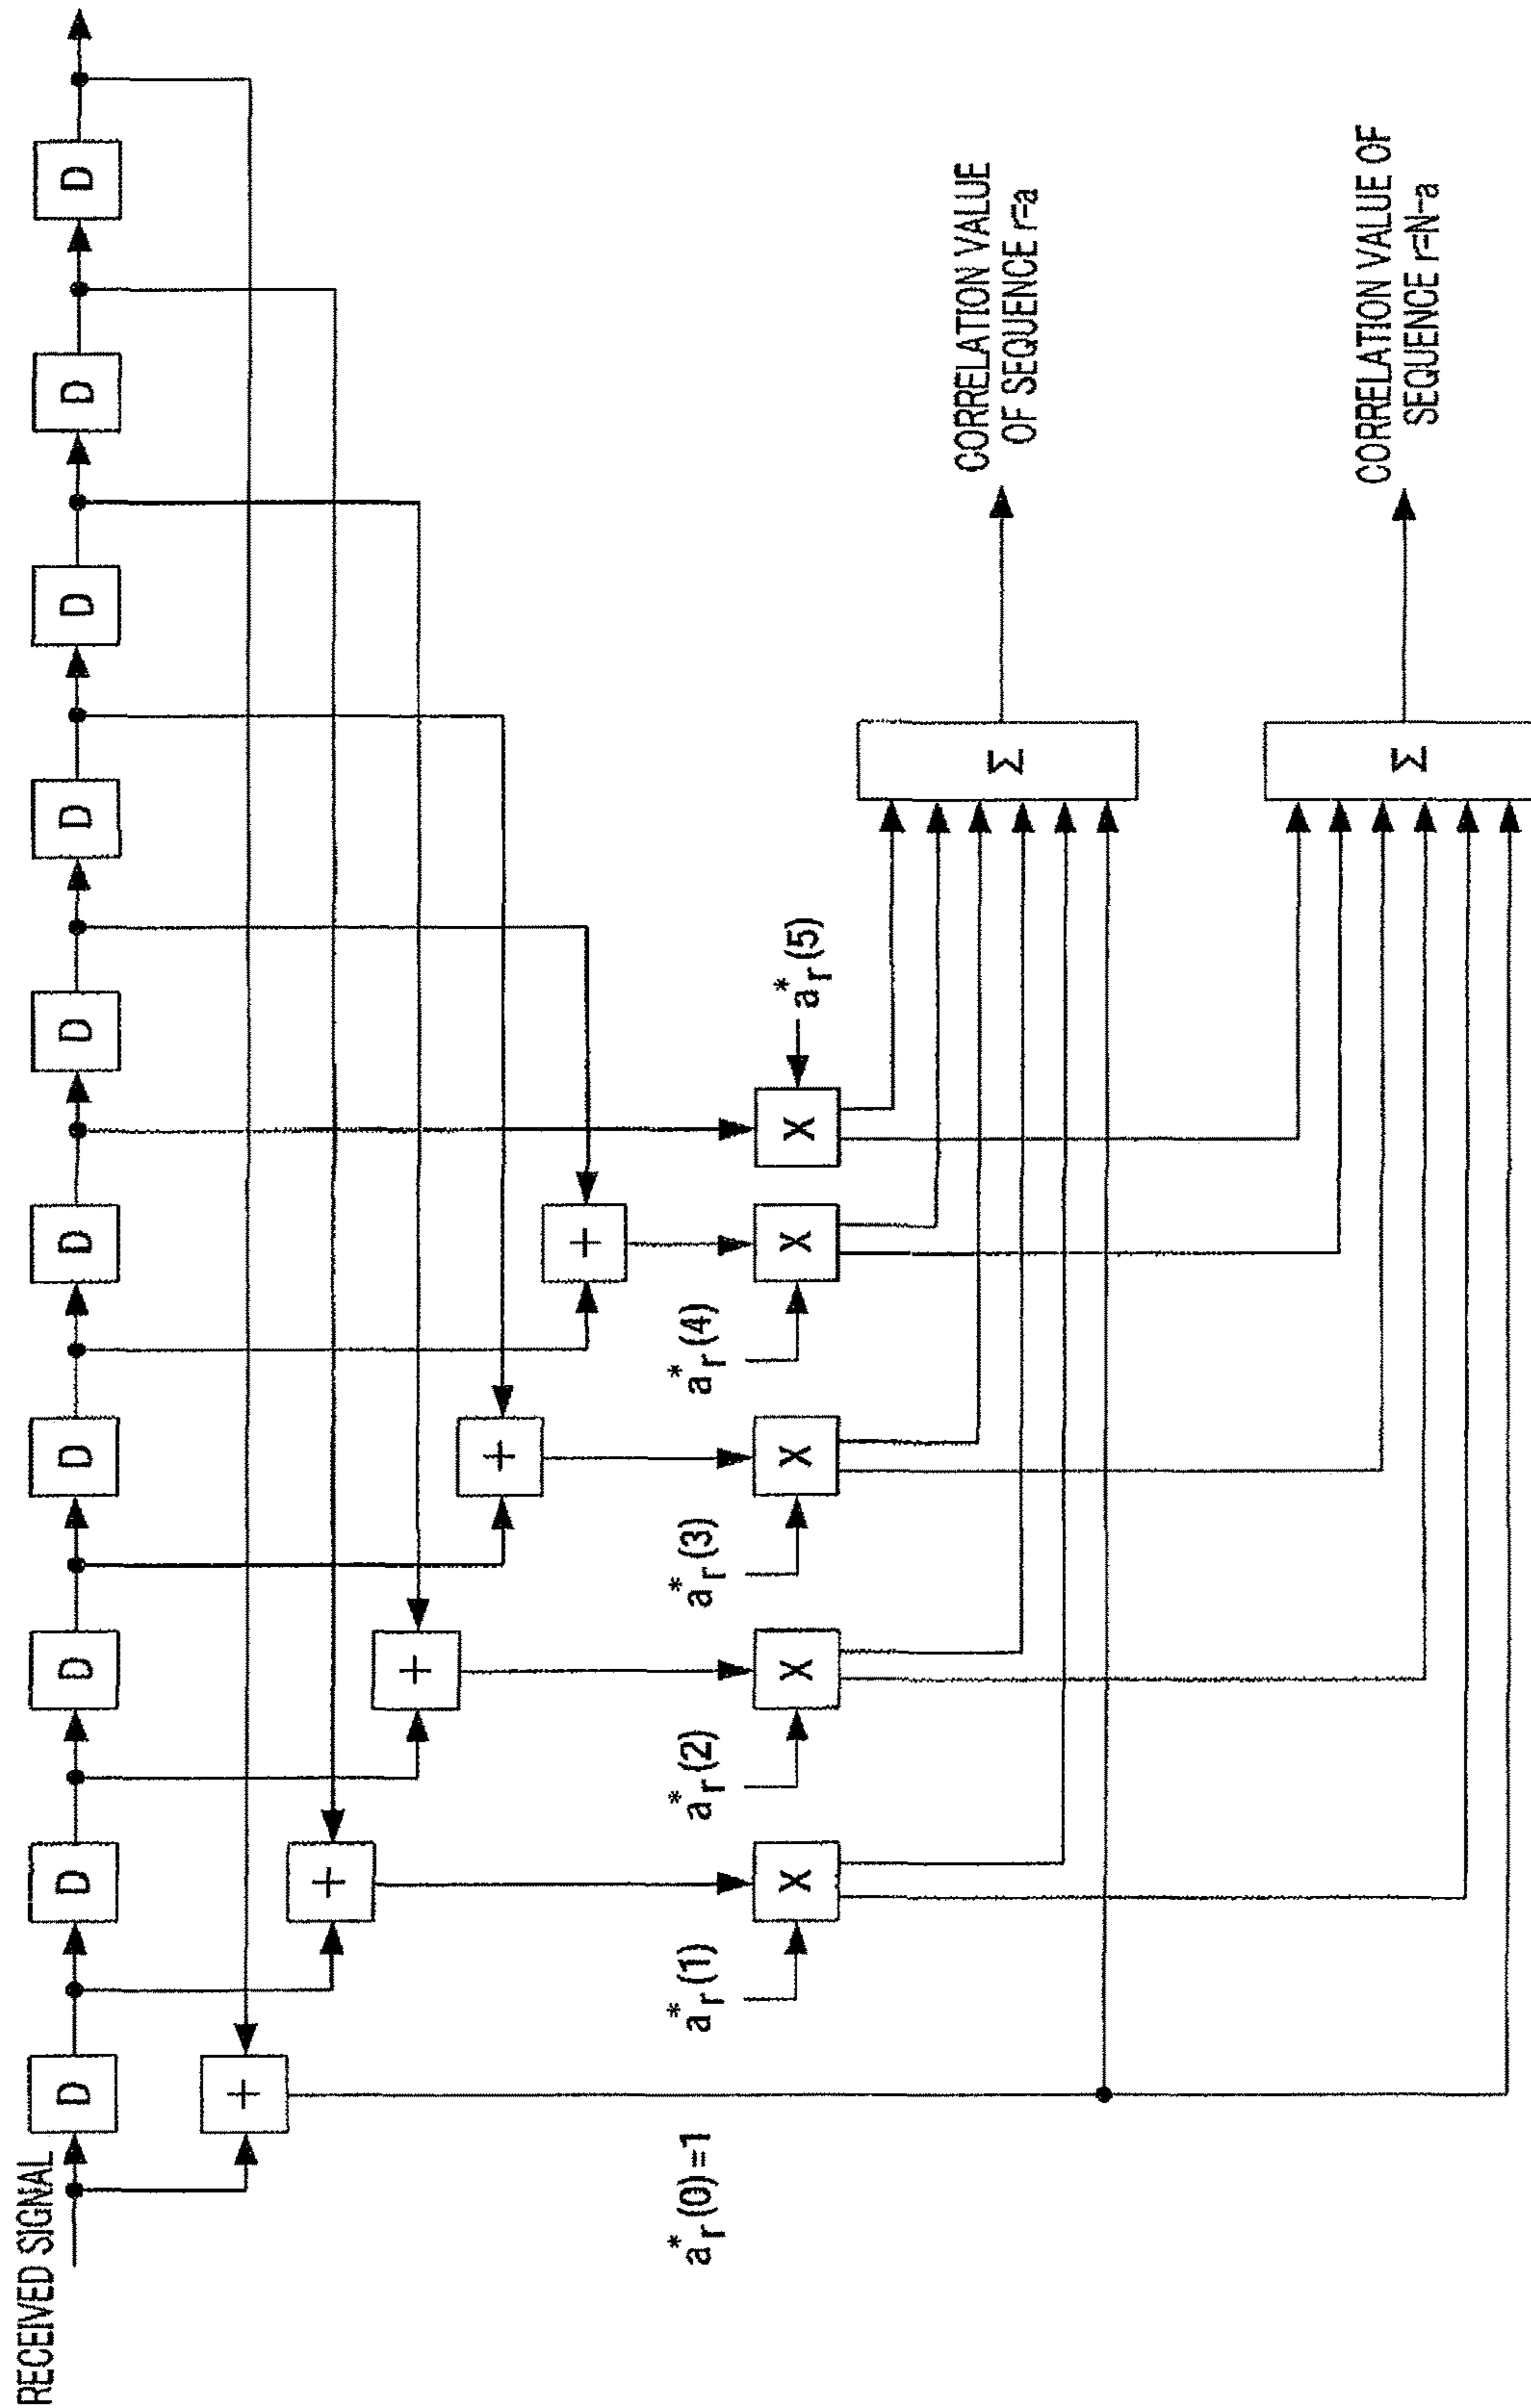 RECEIVED SIGNAL
D
D
D
D
D
D
D
D
D
D
+
+
+
+
+
a*r(0)=1
a*r(1)
a*r(2)
a*r(3)
a*r(4)
a*r(5)
X
X
X
X
X
Σ
CORRELATION VALUE
OF SEQUENCE r=a
Σ
CORRELATION VALUE OF
SEQUENCE r=N-a